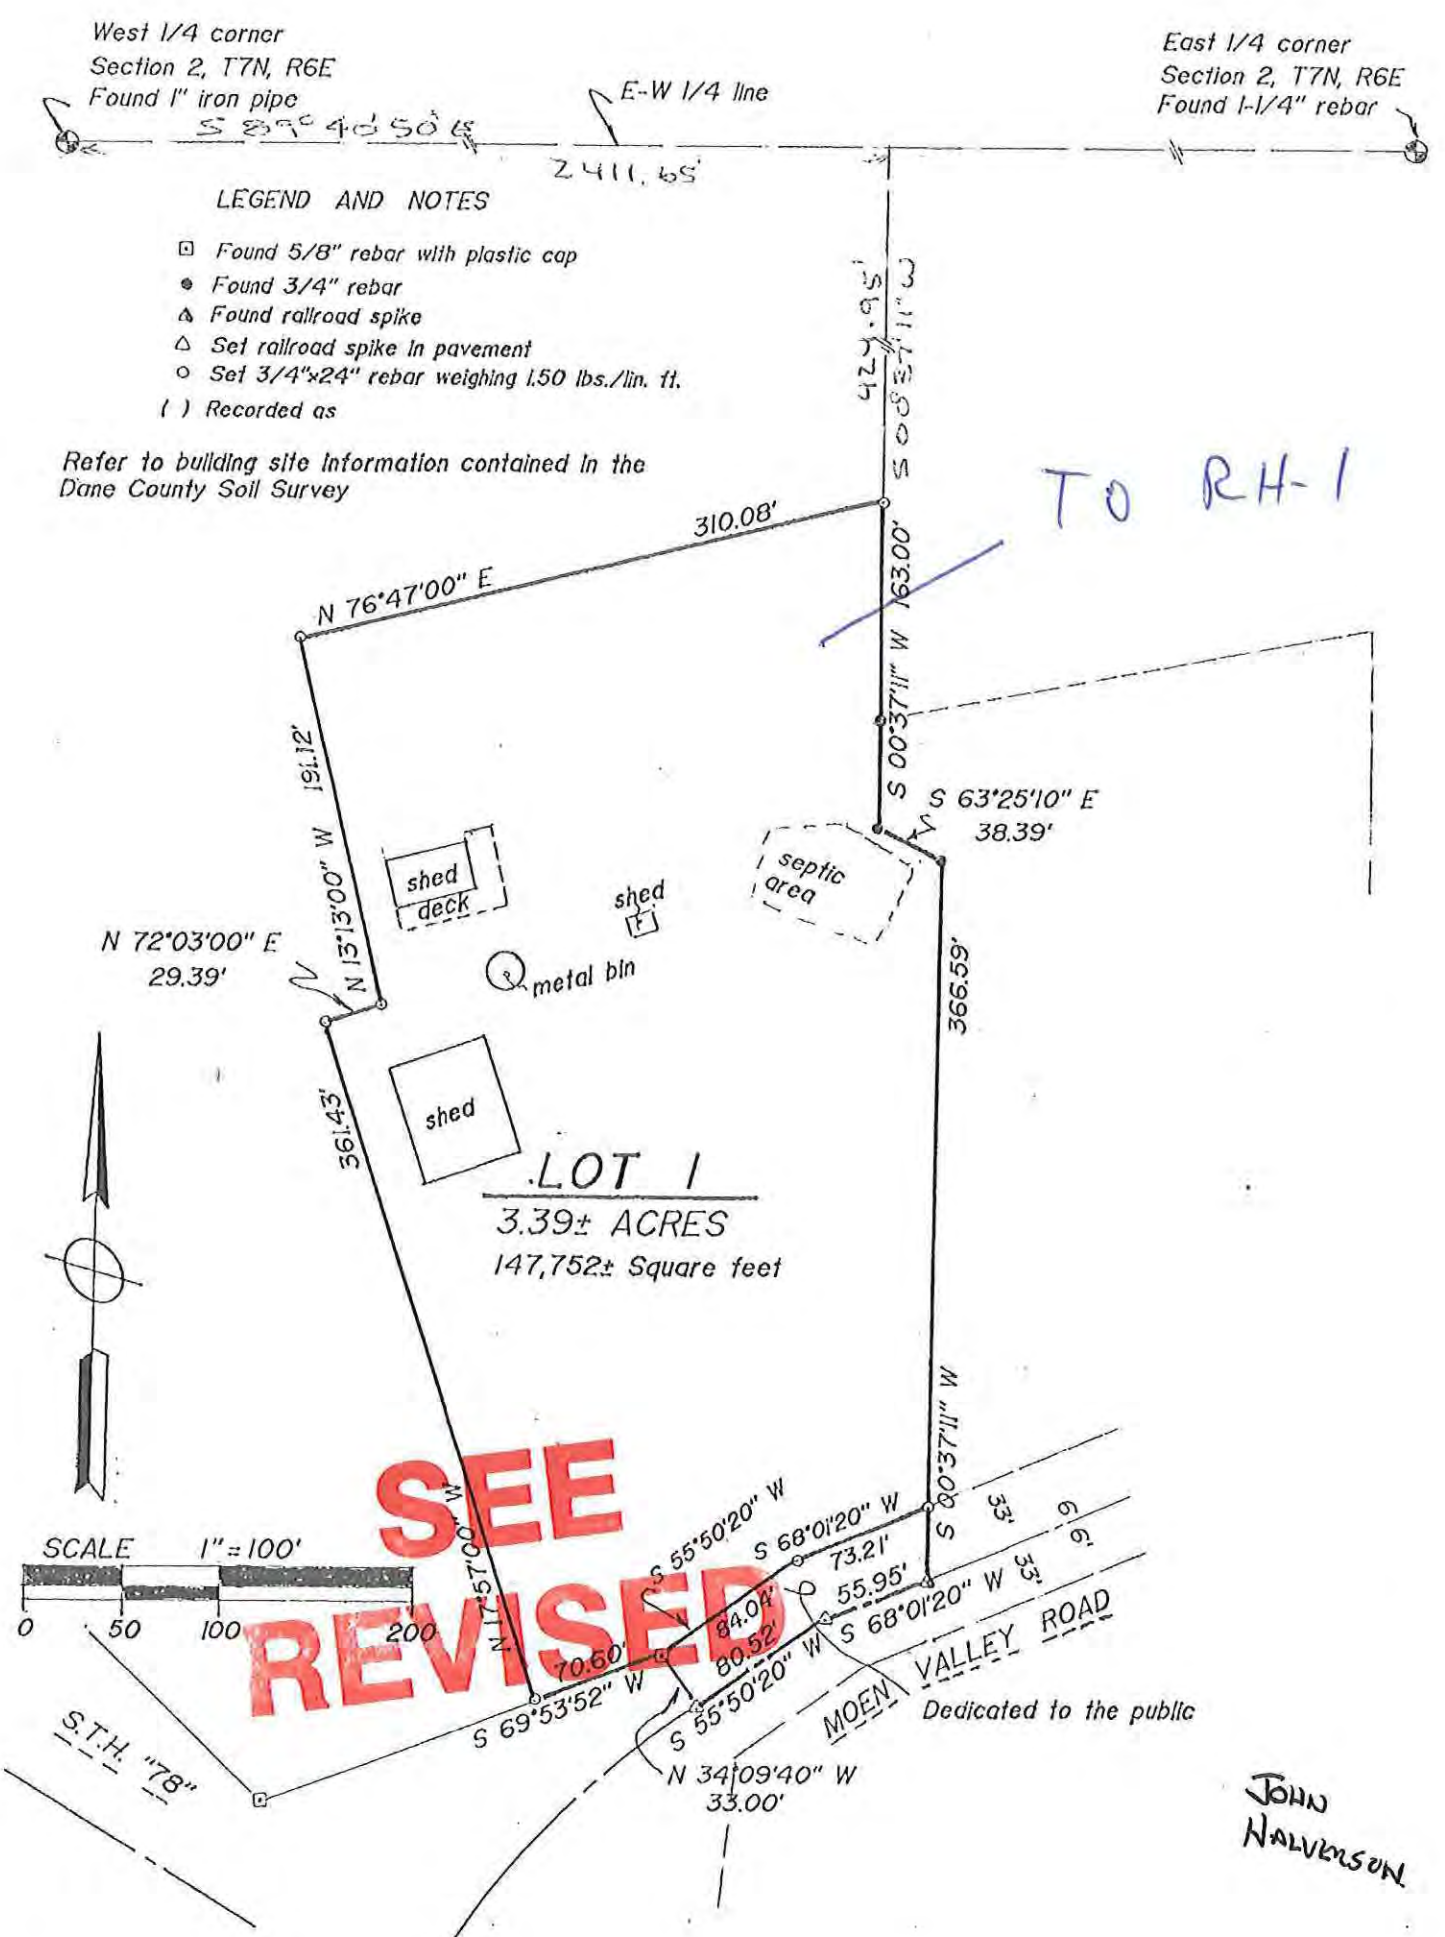 West 1/4 corner
Section 2, T7N, R6E
Found 1" iron pipe
East 1/4 corner
Section 2, T7N, R6E
Found 1-1/4" rebar
E-W 1/4 line
S 89° 40' 50" E
2411.65'
LEGEND AND NOTES
Found 5/8" rebar with plastic cap
Found 3/4" rebar
Found railroad spike
Set railroad spike in pavement
Set 3/4"x24" rebar weighing 1.50 lbs./lin. ft.
( ) Recorded as
Refer to building site information contained in the
Dane County Soil Survey
S 00°37'11" W
TO RH-1
310.08'
N 76°47'00" E
S 00°37'11" W 163.00'
N 13°13'00" W 191.12'
S 63°25'10" E
38.39'
septic
area
shed
deck
shed
metal bin
N 72°03'00" E
29.39'
366.59'
shed
361.43'
LOT 1
3.39± ACRES
147,752± Square feet
S 00°37'11" W
N 17°57'00" W
SEE
REVISED
SCALE 1"=100'
0 50 100 200
S 55°50'20" W
S 68°01'20" W
73.21'
84.04'
55.95'
S 68°01'20" W
80.52'
S 55°50'20" W
70.60'
S 69°53'52" W
33'
66'
33'
MOEN VALLEY ROAD
Dedicated to the public
N 34°09'40" W
33.00'
S.T.H. "78"
JOHN
HALVERSON